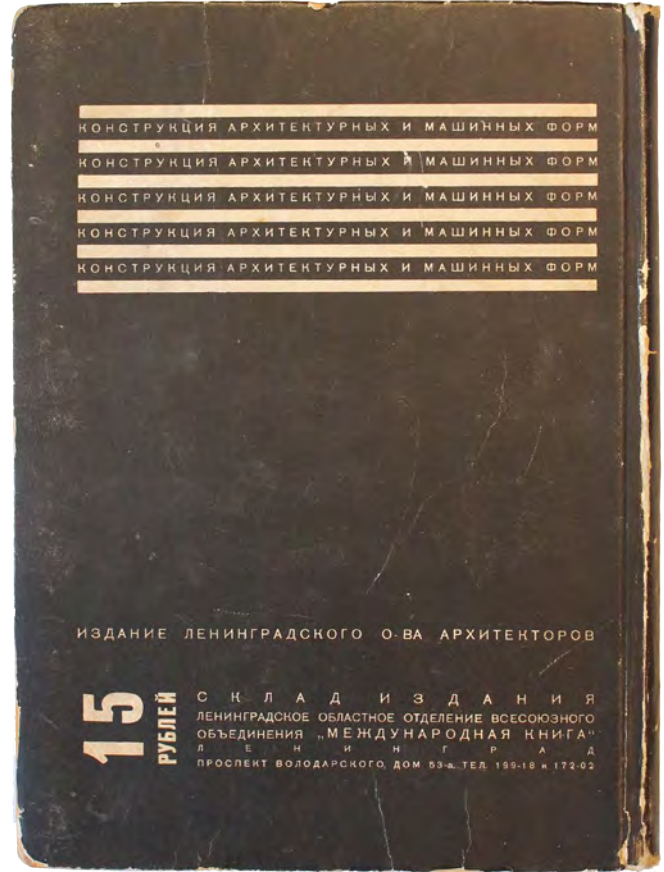 КОНСТРУКЦИЯ АРХИТЕКТУРНЫХ И МАШИННЫХ ФОРМ
КОНСТРУКЦИЯ АРХИТЕКТУРНЫХ И МАШИННЫХ ФОРМ
КОНСТРУКЦИЯ АРХИТЕКТУРНЫХ И МАШИННЫХ ФОРМ
КОНСТРУКЦИЯ АРХИТЕКТУРНЫХ И МАШИННЫХ ФОРМ
КОНСТРУКЦИЯ АРХИТЕКТУРНЫХ И МАШИННЫХ ФОРМ
ИЗДАНИЕ ЛЕНИНГРАДСКОГО О-ВА АРХИТЕКТОРОВ
15
РУБЛЕЙ
СКЛАД ИЗДАНИЯ
ЛЕНИНГРАДСКОЕ ОБЛАСТНОЕ ОТДЕЛЕНИЕ ВСЕСОЮЗНОГО
ОБЪЕДИНЕНИЯ „МЕЖДУНАРОДНАЯ КНИГА"
ЛЕНИНГРАД
ПРОСПЕКТ ВОЛОДАРСКОГО, ДОМ 53-а. ТЕЛ. 199-18 и 172-02